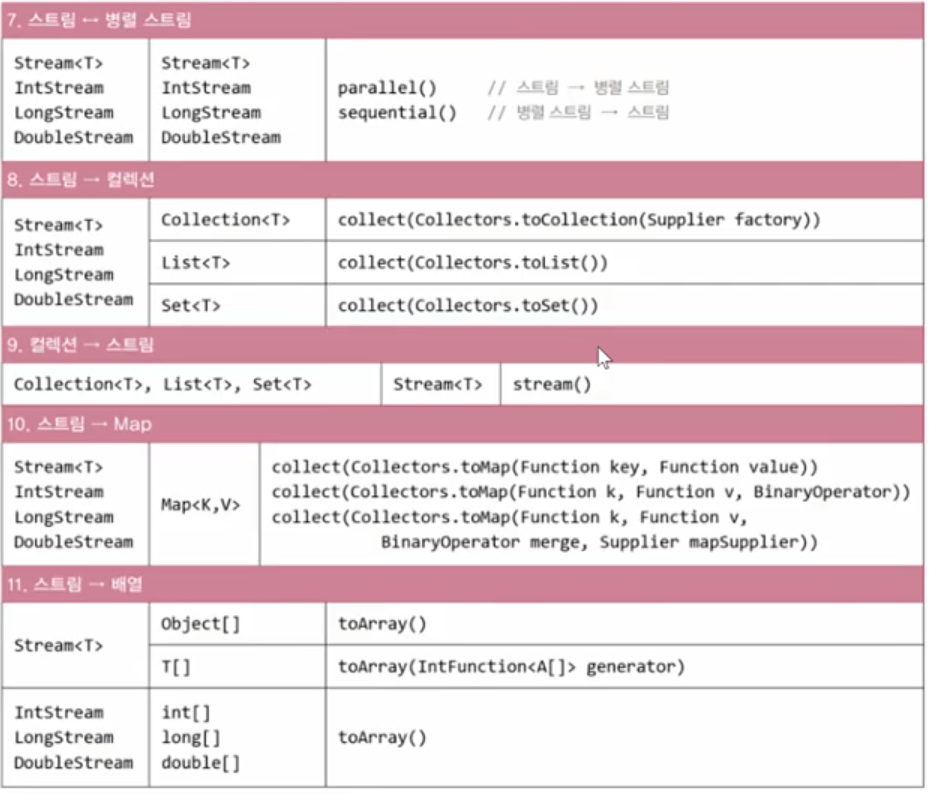 7. 스트림 ↔ 병렬 스트림
Stream<T>
IntStream
LongStream
DoubleStream
Stream<T>
IntStream
LongStream
DoubleStream
parallel() // 스트림 → 병렬 스트림
sequential() // 병렬 스트림 → 스트림
8. 스트림 → 컬렉션
Stream<T>
IntStream
LongStream
DoubleStream
Collection<T>
collect(Collectors.toCollection(Supplier factory))
List<T>
collect(Collectors.toList())
Set<T>
collect(Collectors.toSet())
9. 컬렉션 → 스트림
Collection<T>, List<T>, Set<T>
Stream<T>
stream()
10. 스트림 → Map
Stream<T>
IntStream
LongStream
DoubleStream
Map<K,V>
collect(Collectors.toMap(Function key, Function value))
collect(Collectors.toMap(Function k, Function v, BinaryOperator))
collect(Collectors.toMap(Function k, Function v,
BinaryOperator merge, Supplier mapSupplier))
11. 스트림 → 배열
Stream<T>
Object[]
toArray()
T[]
toArray(IntFunction<A[]> generator)
IntStream
LongStream
DoubleStream
int[]
long[]
double[]
toArray()